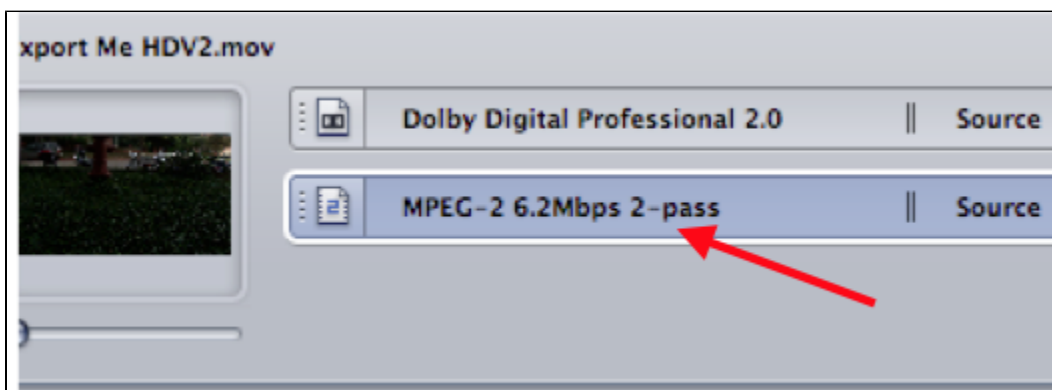 xport Me HDV2.mov
Dolby Digital Professional 2.0 Source
MPEG-2 6.2Mbps 2-pass Source